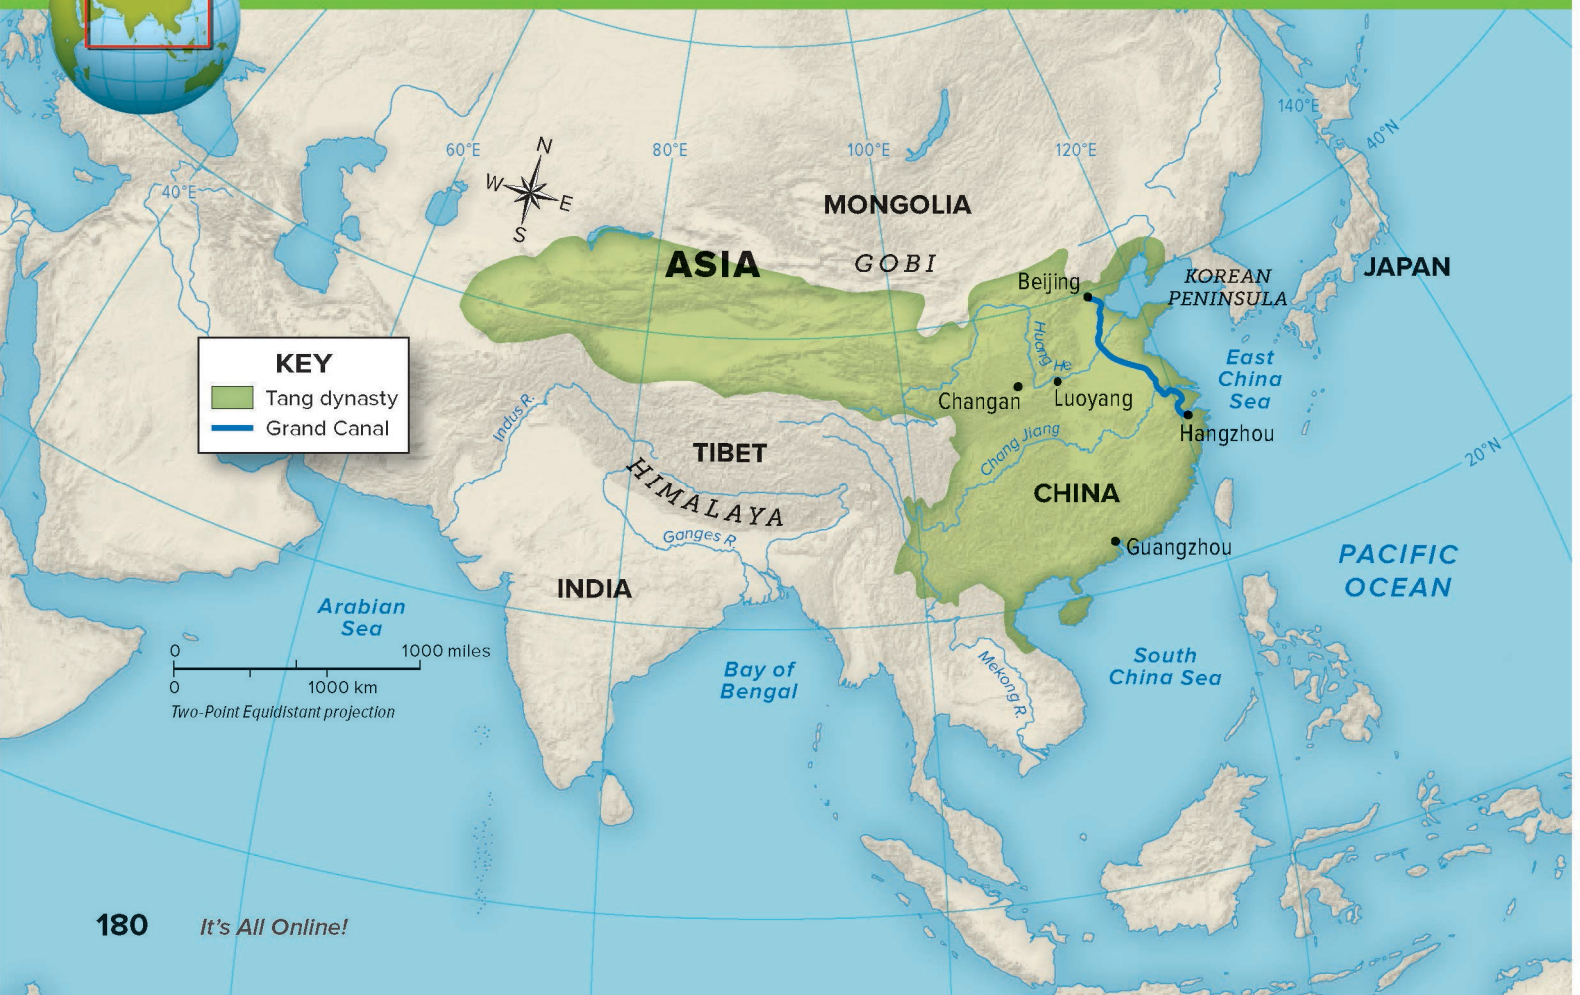 140°E
40°N
60°E
80°E
100°E
120°E
40°E
N
W
E
S
MONGOLIA
ASIA
GOBI
Beijing
KOREAN
PENINSULA
JAPAN
Huang He
East
China
Sea
KEY
Tang dynasty
Grand Canal
Changan
Luoyang
Hangzhou
Indus R.
TIBET
Chang Jiang
20°N
HIMALAYA
CHINA
Ganges R.
Guangzhou
PACIFIC
OCEAN
INDIA
Arabian
Sea
0
1000 miles
0
1000 km
Two-Point Equidistant projection
Bay of
Bengal
Mekong R.
South
China Sea
180
It's All Online!